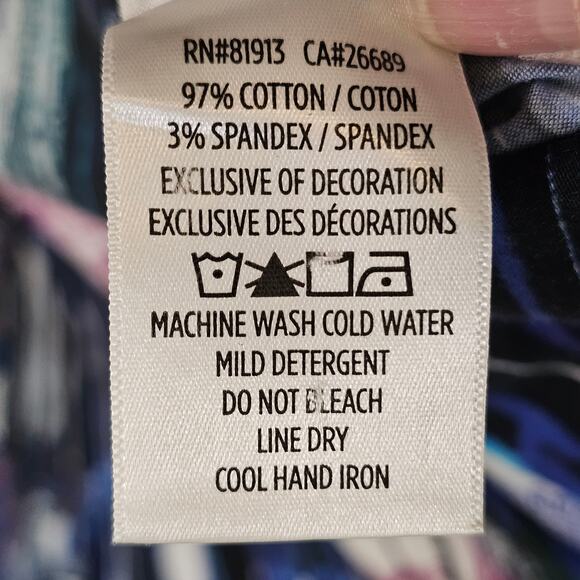 RN#81913 CA#26689
97% COTTON / COTON
3% SPANDEX / SPANDEX
EXCLUSIVE OF DECORATION
EXCLUSIVE DES DÉCORATIONS
MACHINE WASH COLD WATER
MILD DETERGENT
DO NOT BLEACH
LINE DRY
COOL HAND IRON